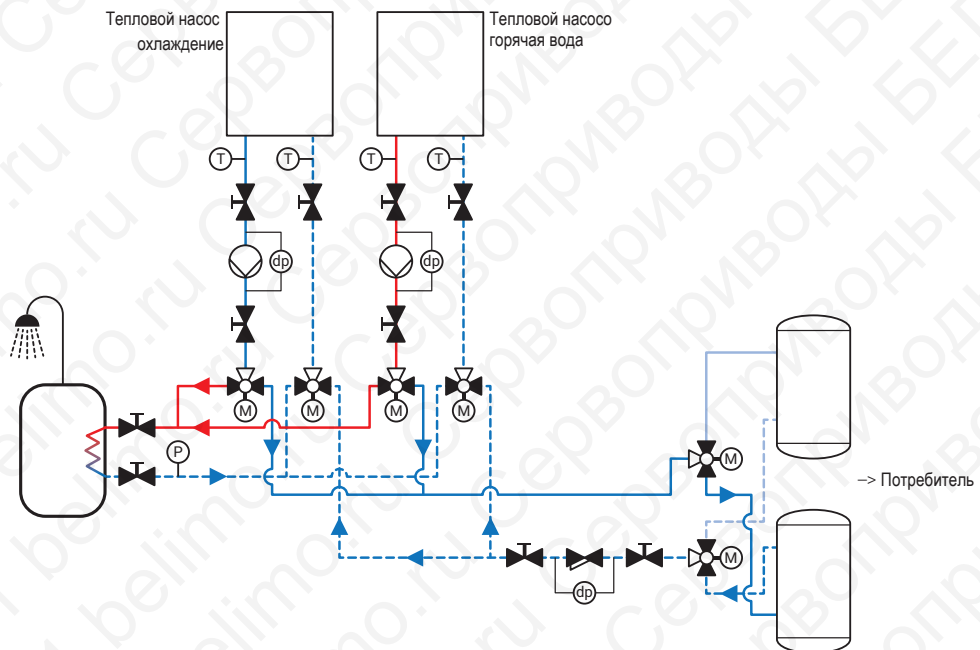 Тепловой насос
охлаждение
Тепловой насосо
горячая вода
T
T
T
T
dp
dp
M
M
M
M
P
M
–> Потребитель
M
dp